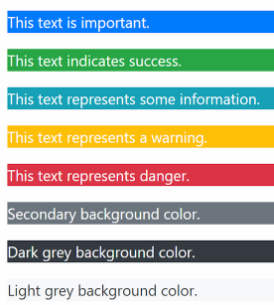 This text is important.
This text indicates success.
This text represents some information.
This text represents a warning.
This text represents danger.
Secondary background color.
Dark grey background color.
Light grey background color.